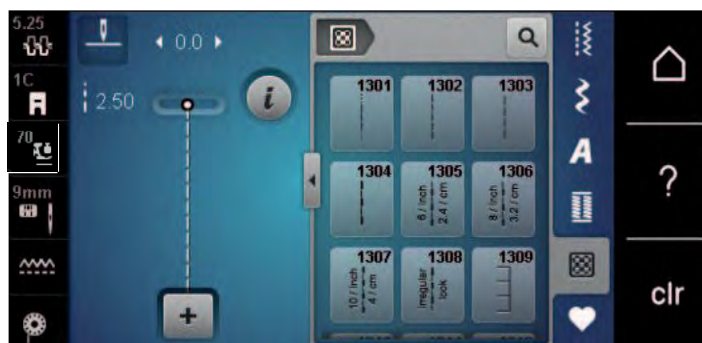 5.25
1C
70
9mm
0.0
2.50
i
+
1301
1302
1303
1304
1305
6 / inch
2.4 / cm
1306
8 / inch
3.2 / cm
1307
10 / inch
4 / cm
1308
irregular
look
1309
A
?
clr